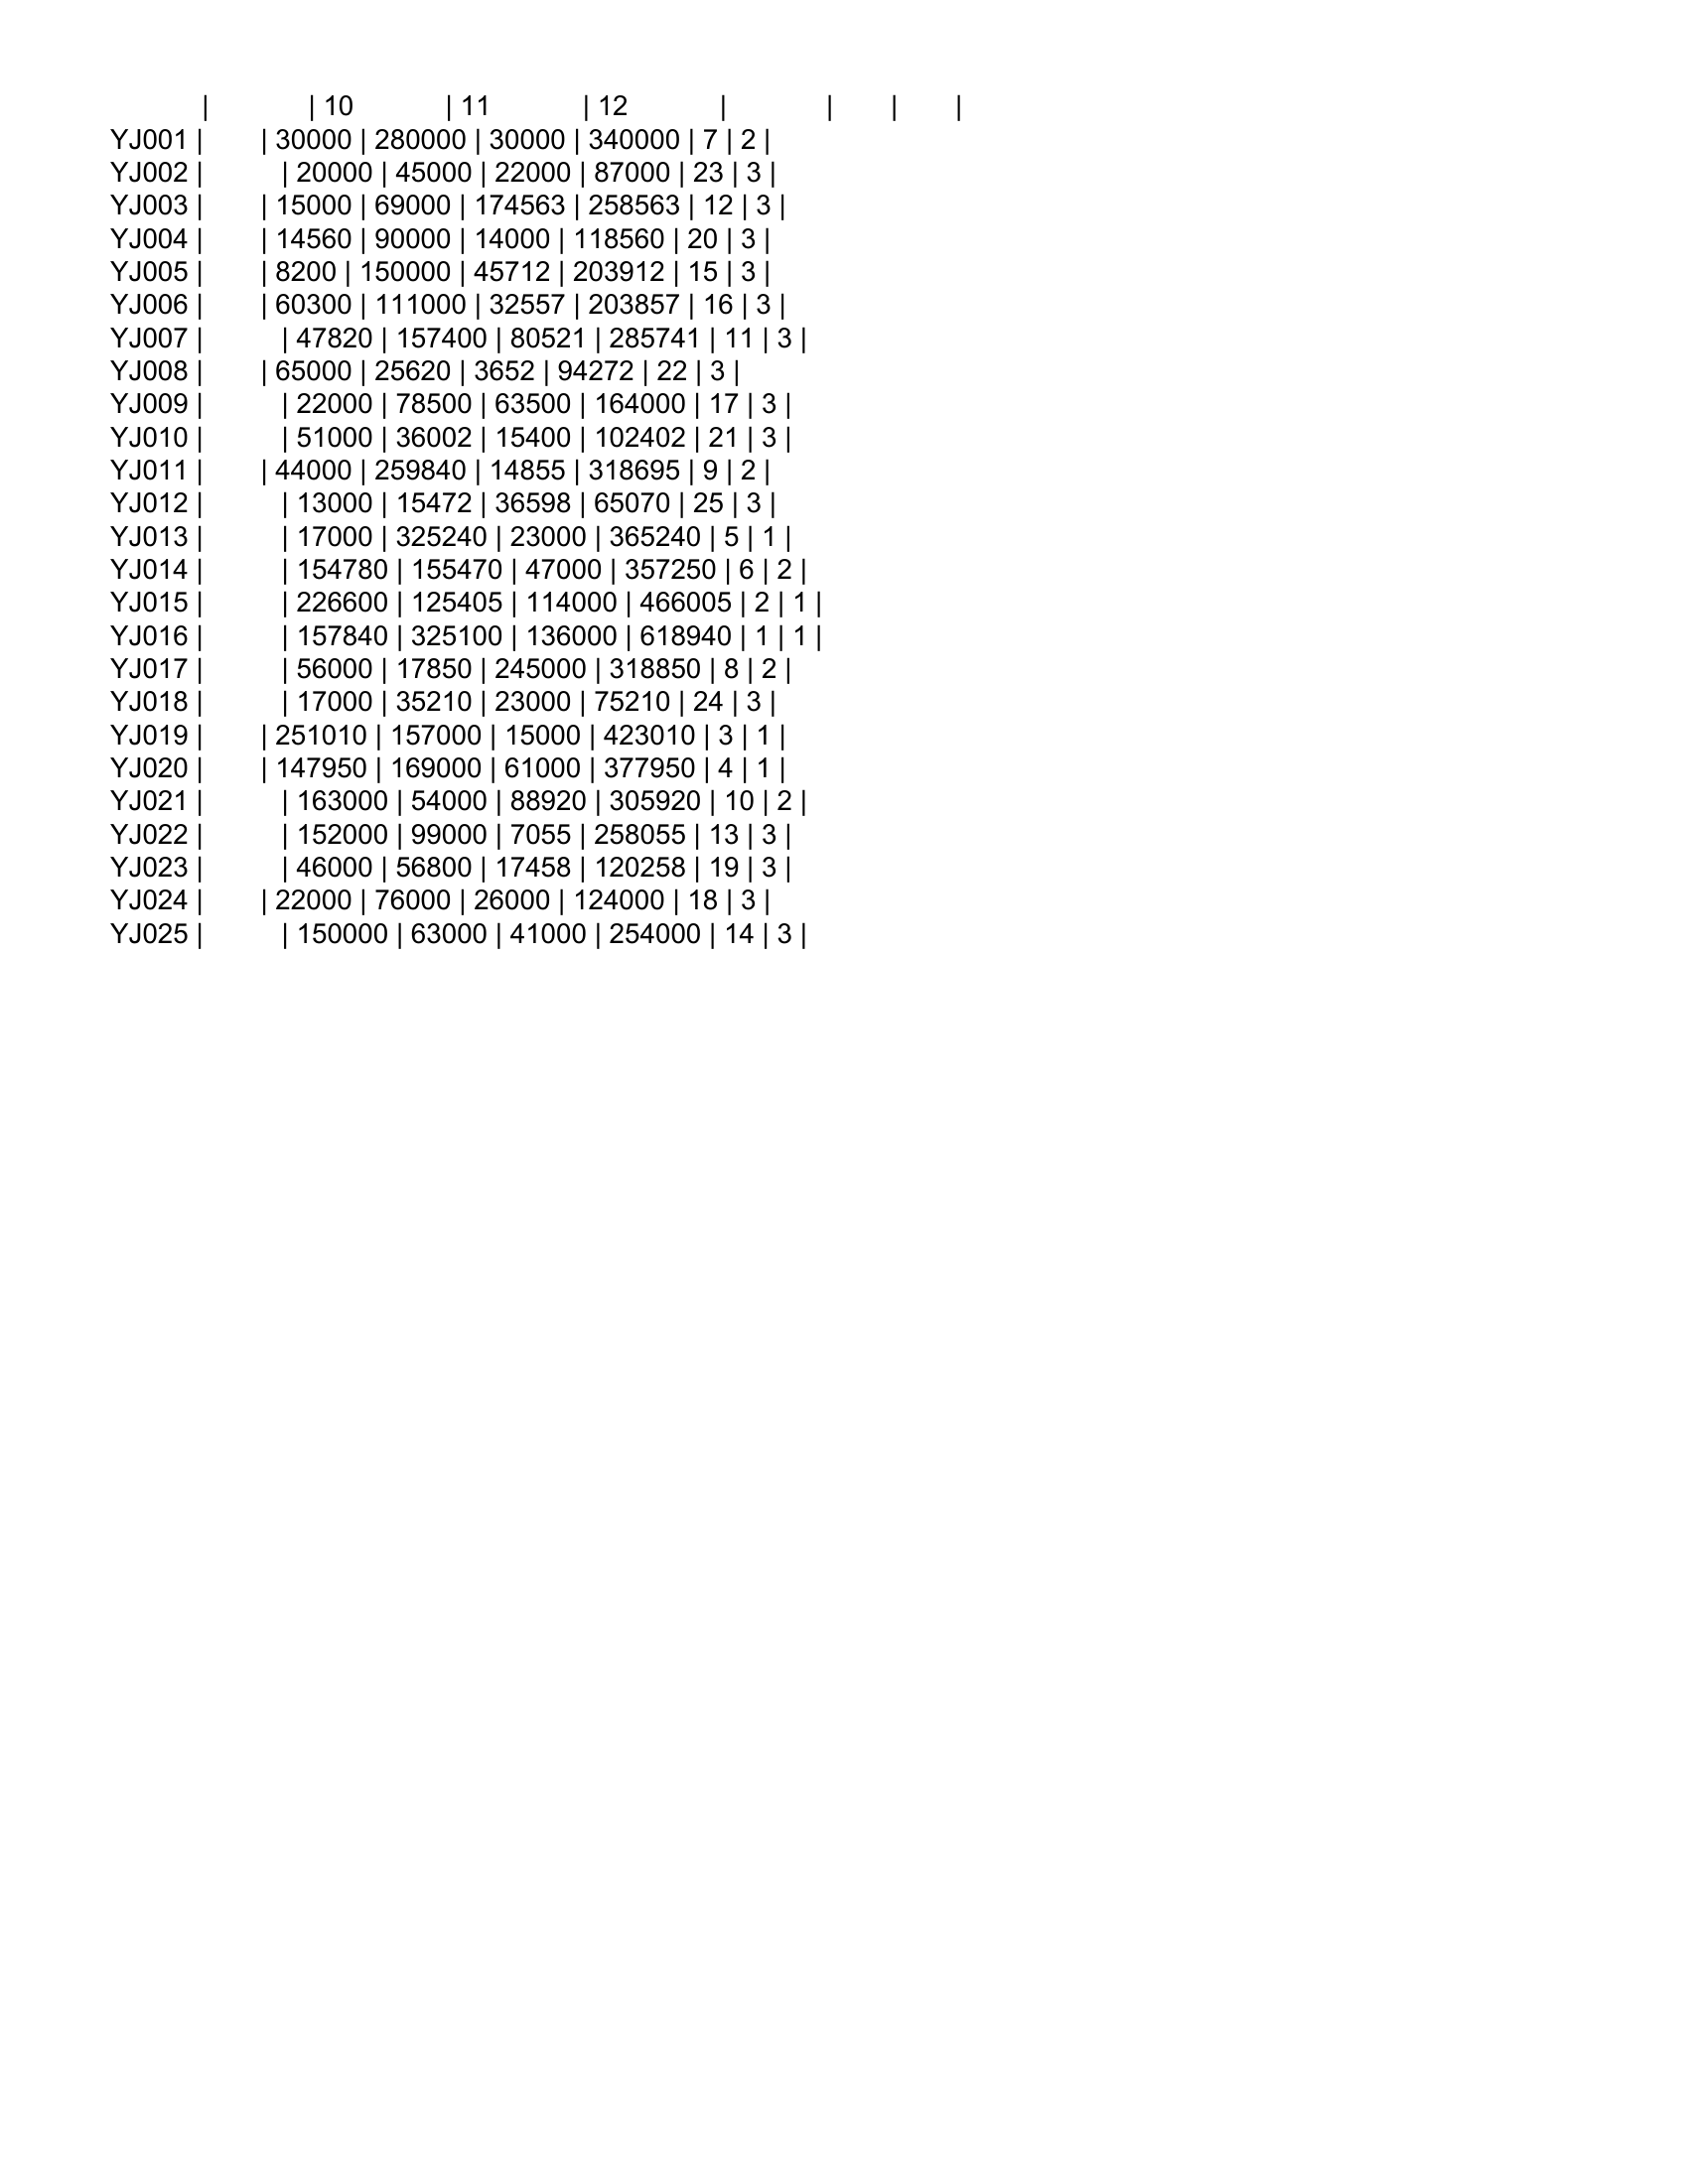 | | 10 | 11 | 12 | | | |
YJ001 | | 30000 | 280000 | 30000 | 340000 | 7 | 2 |
YJ002 | | 20000 | 45000 | 22000 | 87000 | 23 | 3 |
YJ003 | | 15000 | 69000 | 174563 | 258563 | 12 | 3 |
YJ004 | | 14560 | 90000 | 14000 | 118560 | 20 | 3 |
YJ005 | | 8200 | 150000 | 45712 | 203912 | 15 | 3 |
YJ006 | | 60300 | 111000 | 32557 | 203857 | 16 | 3 |
YJ007 | | 47820 | 157400 | 80521 | 285741 | 11 | 3 |
YJ008 | | 65000 | 25620 | 3652 | 94272 | 22 | 3 |
YJ009 | | 22000 | 78500 | 63500 | 164000 | 17 | 3 |
YJ010 | | 51000 | 36002 | 15400 | 102402 | 21 | 3 |
YJ011 | | 44000 | 259840 | 14855 | 318695 | 9 | 2 |
YJ012 | | 13000 | 15472 | 36598 | 65070 | 25 | 3 |
YJ013 | | 17000 | 325240 | 23000 | 365240 | 5 | 1 |
YJ014 | | 154780 | 155470 | 47000 | 357250 | 6 | 2 |
YJ015 | | 226600 | 125405 | 114000 | 466005 | 2 | 1 |
YJ016 | | 157840 | 325100 | 136000 | 618940 | 1 | 1 |
YJ017 | | 56000 | 17850 | 245000 | 318850 | 8 | 2 |
YJ018 | | 17000 | 35210 | 23000 | 75210 | 24 | 3 |
YJ019 | | 251010 | 157000 | 15000 | 423010 | 3 | 1 |
YJ020 | | 147950 | 169000 | 61000 | 377950 | 4 | 1 |
YJ021 | | 163000 | 54000 | 88920 | 305920 | 10 | 2 |
YJ022 | | 152000 | 99000 | 7055 | 258055 | 13 | 3 |
YJ023 | | 46000 | 56800 | 17458 | 120258 | 19 | 3 |
YJ024 | | 22000 | 76000 | 26000 | 124000 | 18 | 3 |
YJ025 | | 150000 | 63000 | 41000 | 254000 | 14 | 3 |